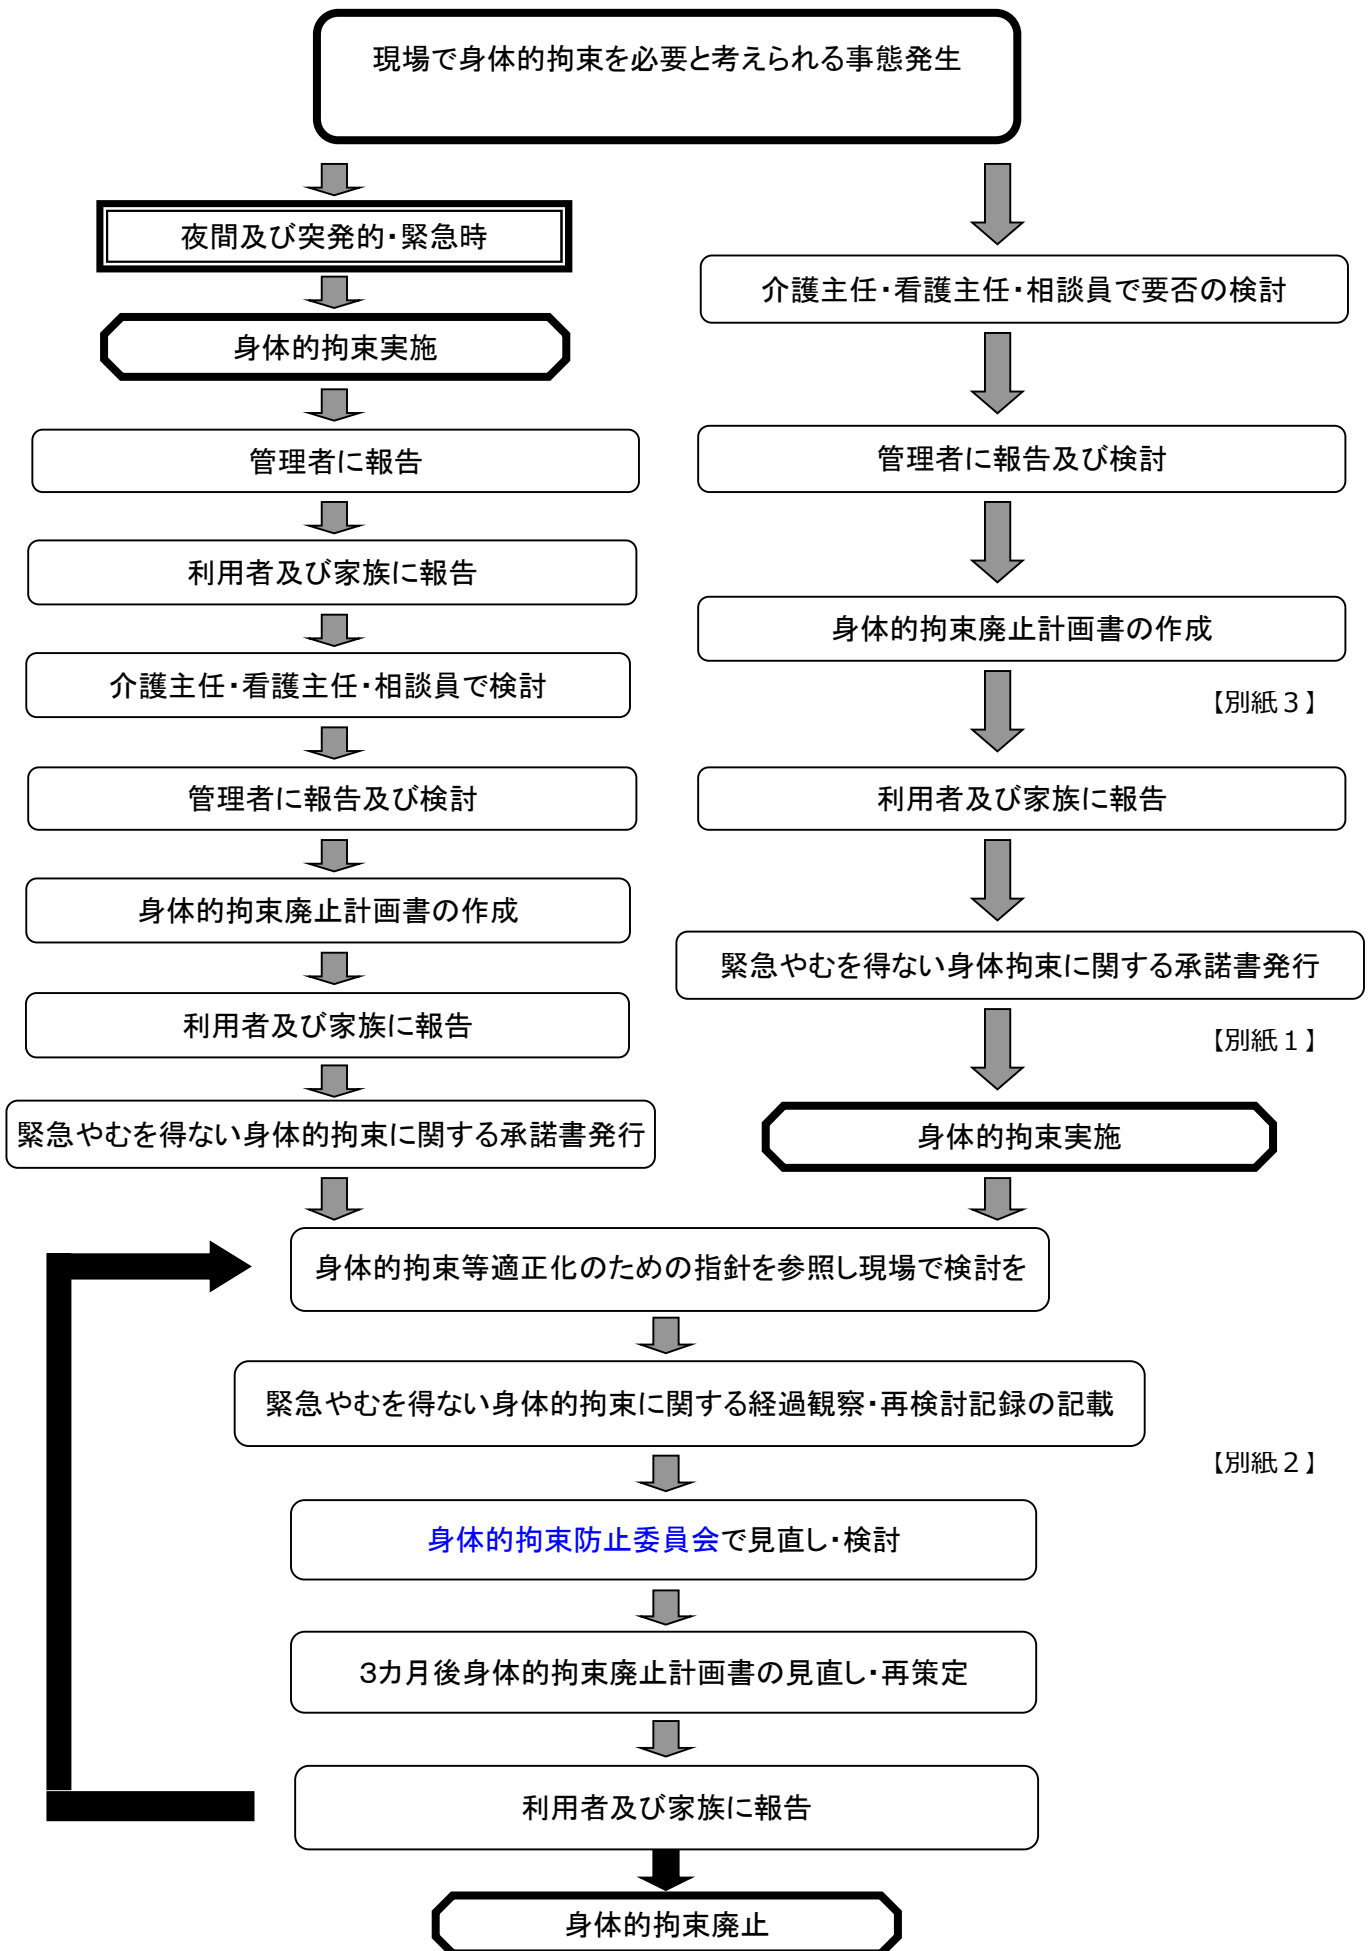 現場で身体的拘束を必要と考えられる事態発生
夜間及び突発的・緊急時
身体的拘束実施
管理者に報告
利用者及び家族に報告
介護主任・看護主任・相談員で検討
管理者に報告及び検討
身体的拘束廃止計画書の作成
利用者及び家族に報告
緊急やむを得ない身体的拘束に関する承諾書発行
介護主任・看護主任・相談員で要否の検討
管理者に報告及び検討
身体的拘束廃止計画書の作成
【別紙３】
利用者及び家族に報告
緊急やむを得ない身体拘束に関する承諾書発行
【別紙１】
身体的拘束実施
身体的拘束等適正化のための指針を参照し現場で検討を
緊急やむを得ない身体的拘束に関する経過観察・再検討記録の記載
【別紙２】
身体的拘束防止委員会で見直し・検討
3カ月後身体的拘束廃止計画書の見直し・再策定
利用者及び家族に報告
身体的拘束廃止